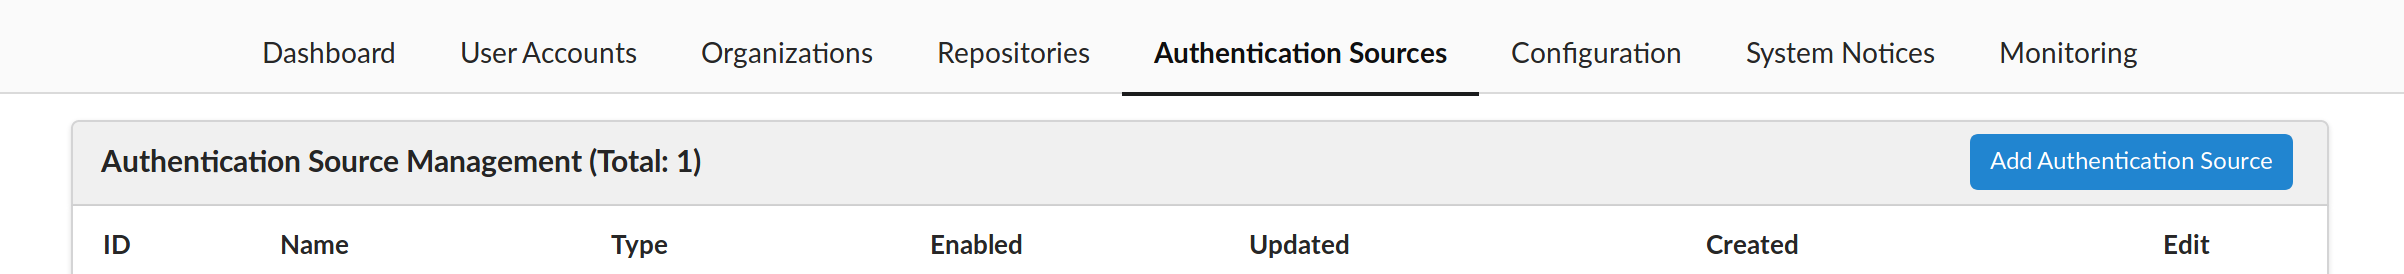 Dashboard User Accounts Organizations Repositories Authentication Sources Configuration System Notices Monitoring
Authentication Source Management (Total: 1) Add Authentication Source
ID Name Type Enabled Updated Created Edit